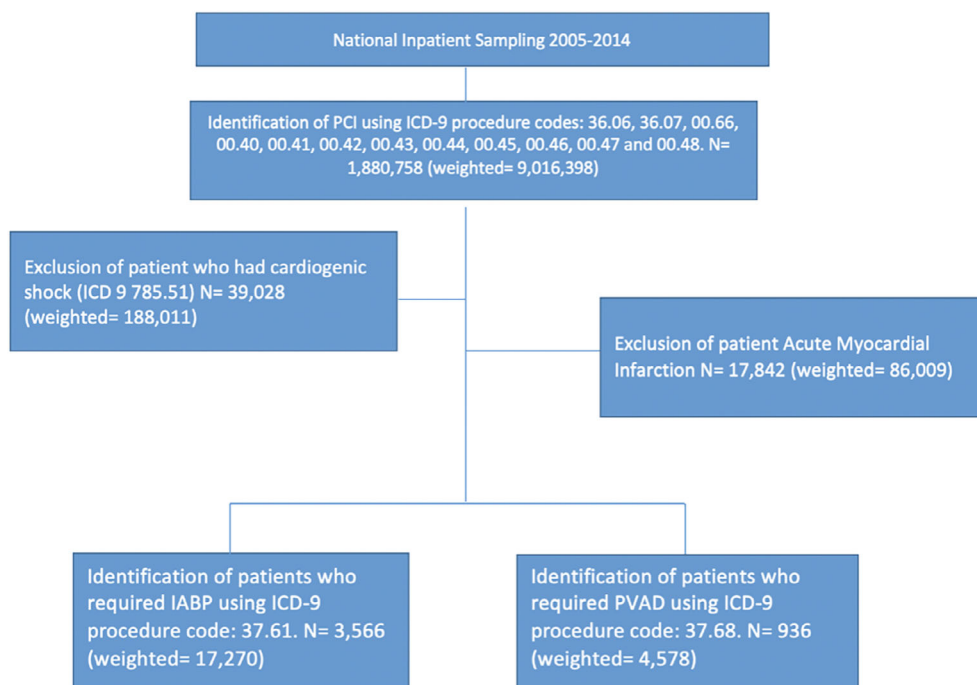 National Inpatient Sampling 2005-2014
Identification of PCI using ICD-9 procedure codes: 36.06, 36.07, 00.66,
00.40, 00.41, 00.42, 00.43, 00.44, 00.45, 00.46, 00.47 and 00.48. N=
1,880,758 (weighted= 9,016,398)
Exclusion of patient who had cardiogenic
shock (ICD 9 785.51) N= 39,028
(weighted= 188,011)
Exclusion of patient Acute Myocardial
Infarction N= 17,842 (weighted= 86,009)
Identification of patients who
required IABP using ICD-9
procedure code: 37.61. N= 3,566
(weighted= 17,270)
Identification of patients who
required PVAD using ICD-9
procedure code: 37.68. N= 936
(weighted= 4,578)